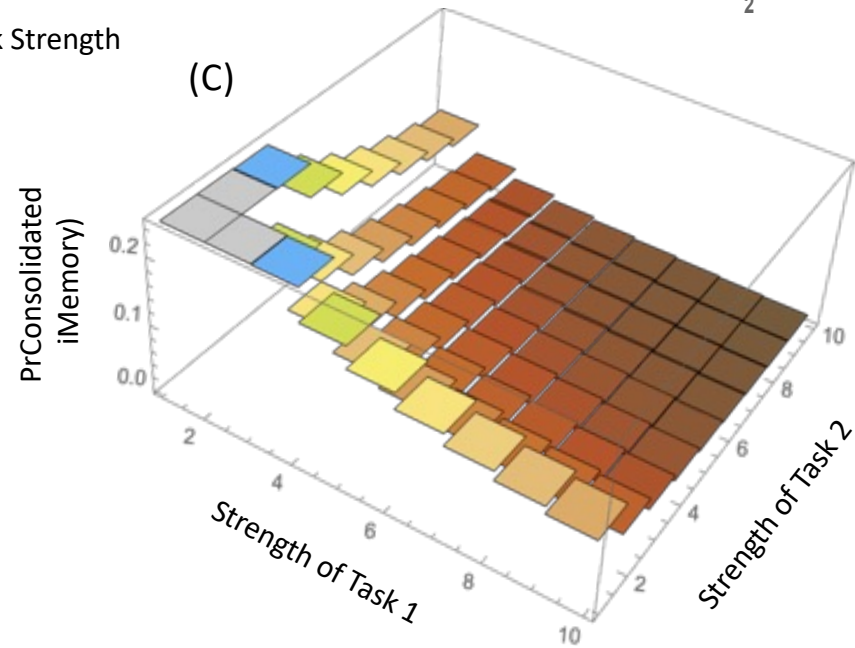 2
Strength
(C)
PrConsolidated
iMemory)
0.2
0.1
0.0
2
4
6
8
10
Strength of Task 1
2
4
6
8
10
Strength of Task 2